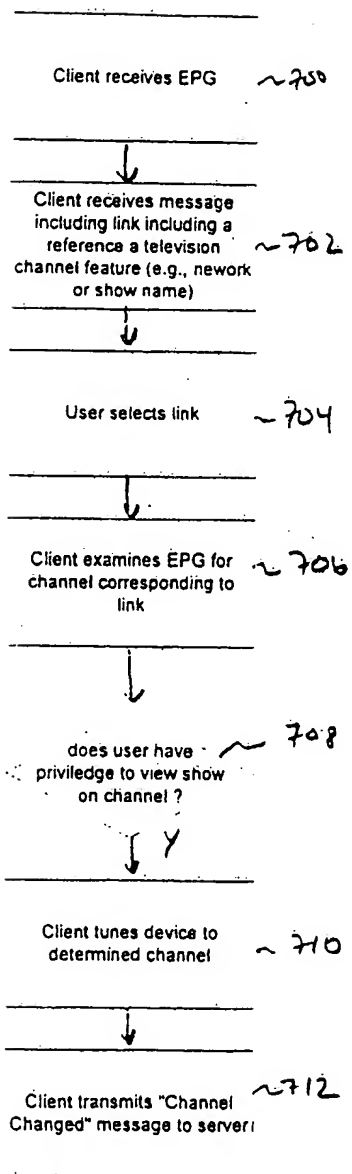 Client receives EPG ~700
Client receives message
including link including a
reference a television ~702
channel feature (e.g., nework
or show name)
User selects link ~704
Client examines EPG for ~706
channel corresponding to
link
708
does user have
priviledge to view show
on channel ?
Y
Client tunes device to
determined channel ~710
~712
Client transmits "Channel
Changed" message to server